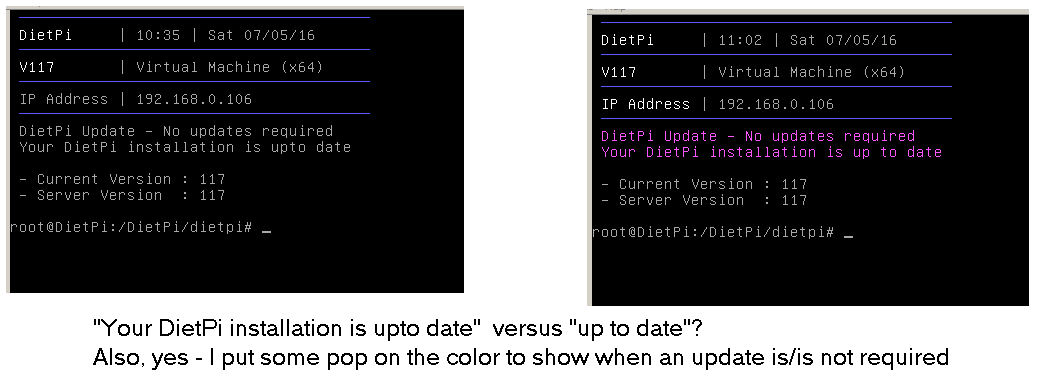 DietPi | 10:35 | Sat 07/05/16
V117 | Virtual Machine (x64)
IP Address | 192.168.0.106
DietPi Update - No updates required
Your DietPi installation is upto date
- Current Version : 117
- Server Version : 117
root@DietPi:/DietPi/dietpi# _
DietPi | 11:02 | Sat 07/05/16
V117 | Virtual Machine (x64)
IP Address | 192.168.0.106
DietPi Update - No updates required
Your DietPi installation is up to date
- Current Version : 117
- Server Version : 117
root@DietPi:/DietPi/dietpi# _
"Your DietPi installation is upto date" versus "up to date"?
Also, yes - I put some pop on the color to show when an update is/is not required